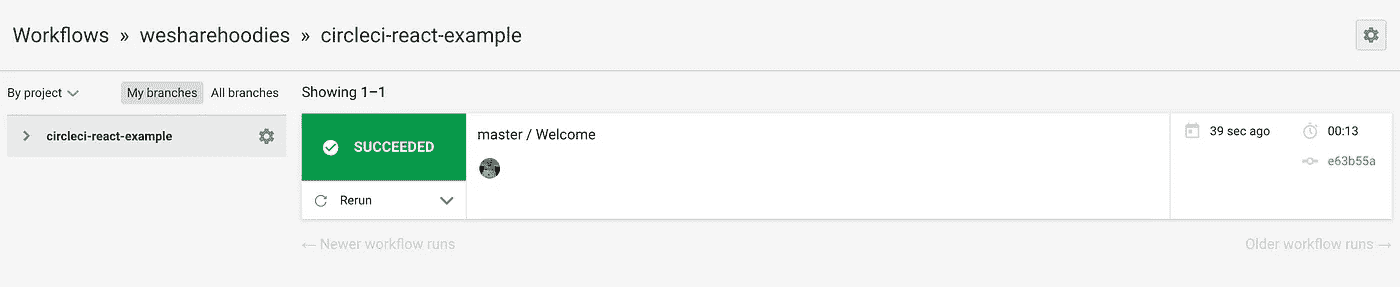 Workflows » wesharehoodies » circleci-react-example
By project My branches All branches Showing 1–1
circleci-react-example
SUCCEEDED
master / Welcome
39 sec ago 00:13
e63b55a
Rerun
← Newer workflow runs Older workflow runs →